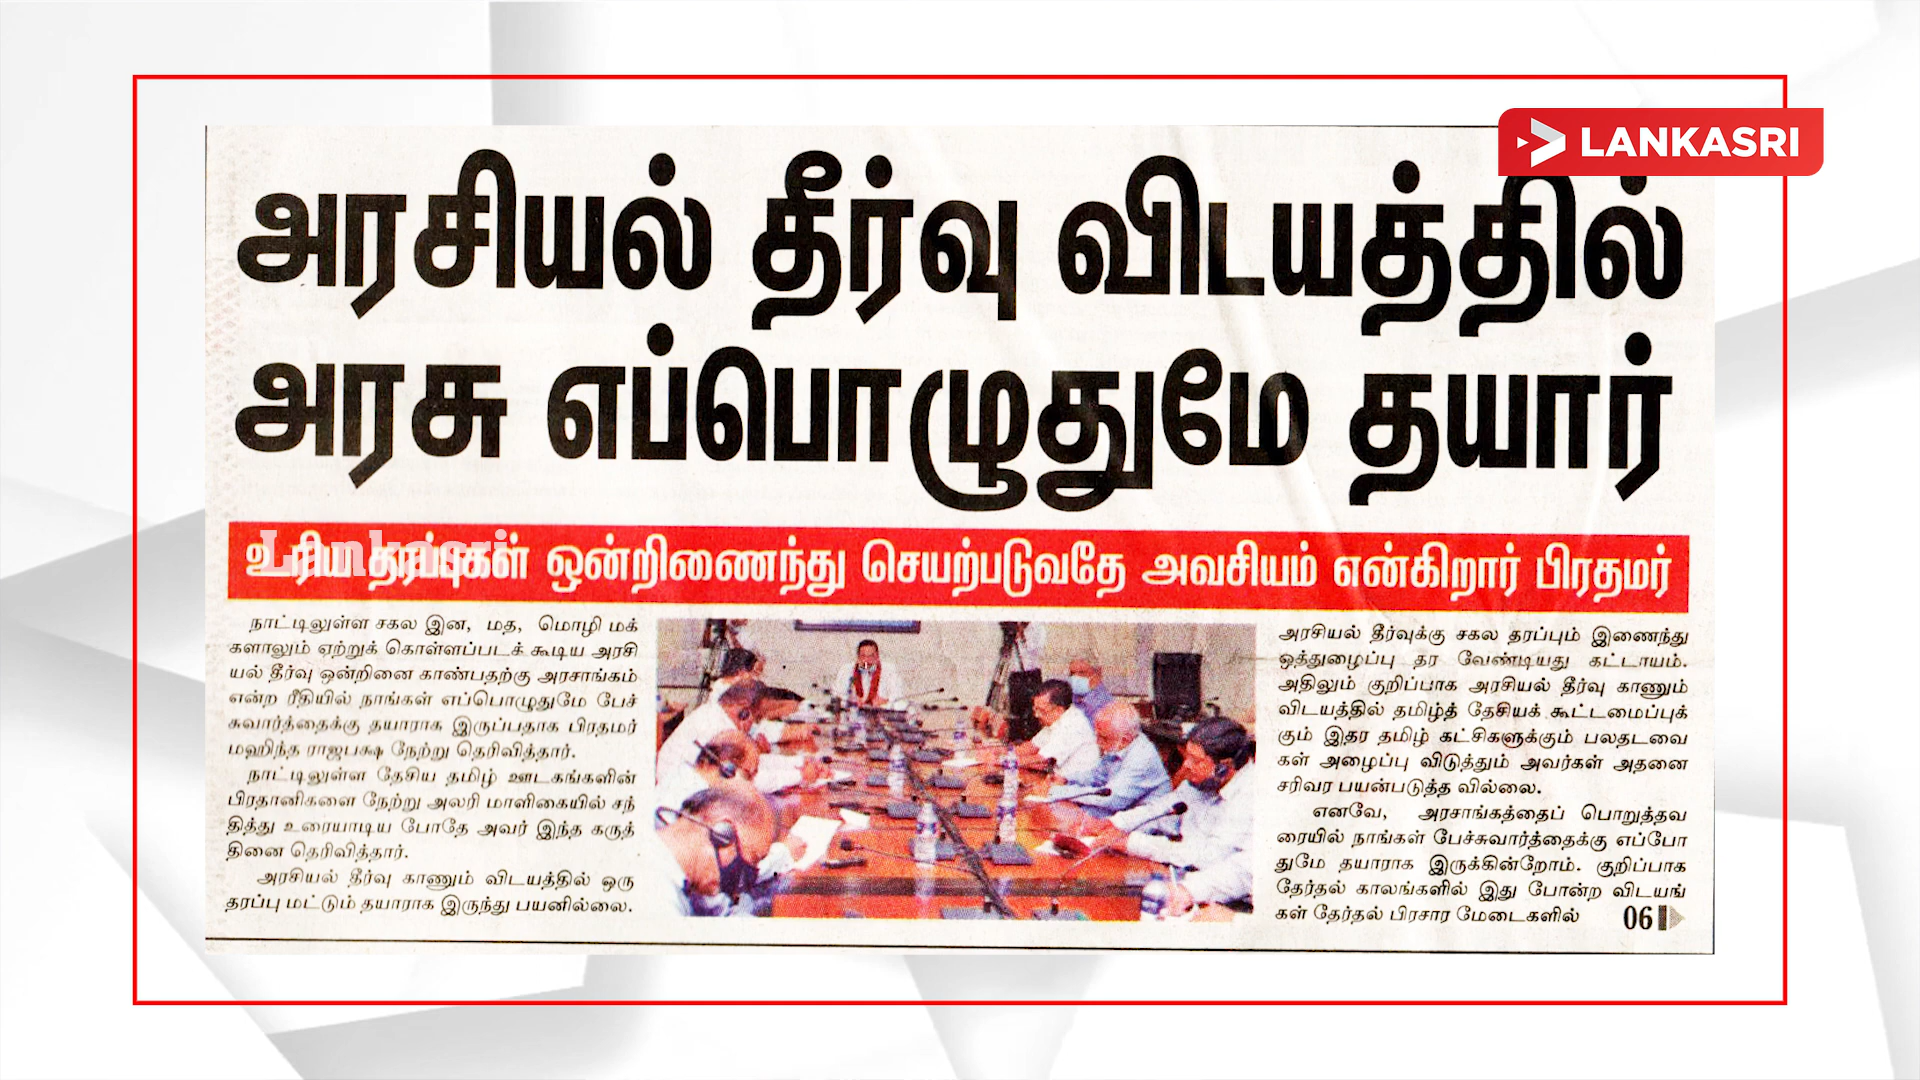 LANKASRI
அரசியல் தீர்வு விடயத்தில்
அரசு எப்பொழுதுமே தயார்
Lankasri
உரிய தரப்புகள் ஒன்றிணைந்து செயற்படுவதே அவசியம் என்கிறார் பிரதமர்
நாட்டிலுள்ள சகல இன, மத, மொழி மக்
களாலும் ஏற்றுக் கொள்ளப்படக் கூடிய அரசி
யல் தீர்வு ஒன்றினை காண்பதற்கு அரசாங்கம்
என்ற ரீதியில் நாங்கள் எப்பொழுதுமே பேச்
சுவார்த்தைக்கு தயாராக இருப்பதாக பிரதமர்
மஹிந்த ராஜபக்ஷ நேற்று தெரிவித்தார்.
நாட்டிலுள்ள தேசிய தமிழ் ஊடகங்களின்
பிரதானிகளை நேற்று அலரி மாளிகையில் சந்
தித்து உரையாடிய போதே அவர் இந்த கருத்
தினை தெரிவித்தார்.
அரசியல் தீர்வு காணும் விடயத்தில் ஒரு
தரப்பு மட்டும் தயாராக இருந்து பயனில்லை.
அரசியல் தீர்வுக்கு சகல தரப்பும் இணைந்து
ஒத்துழைப்பு தர வேண்டியது கட்டாயம்.
அதிலும் குறிப்பாக அரசியல் தீர்வு காணும்
விடயத்தில் தமிழ்த் தேசியக் கூட்டமைப்புக்
கும் இதர தமிழ் கட்சிகளுக்கும் பலதடவை
கள் அழைப்பு விடுத்தும் அவர்கள் அதனை
சரிவர பயன்படுத்த வில்லை.
எனவே, அரசாங்கத்தைப் பொறுத்தவ
ரையில் நாங்கள் பேச்சுவார்த்தைக்கு எப்போ
துமே தயாராக இருக்கின்றோம். குறிப்பாக
தேர்தல் காலங்களில் இது போன்ற விடயங்
கள் தேர்தல் பிரசார மேடைகளில் 06